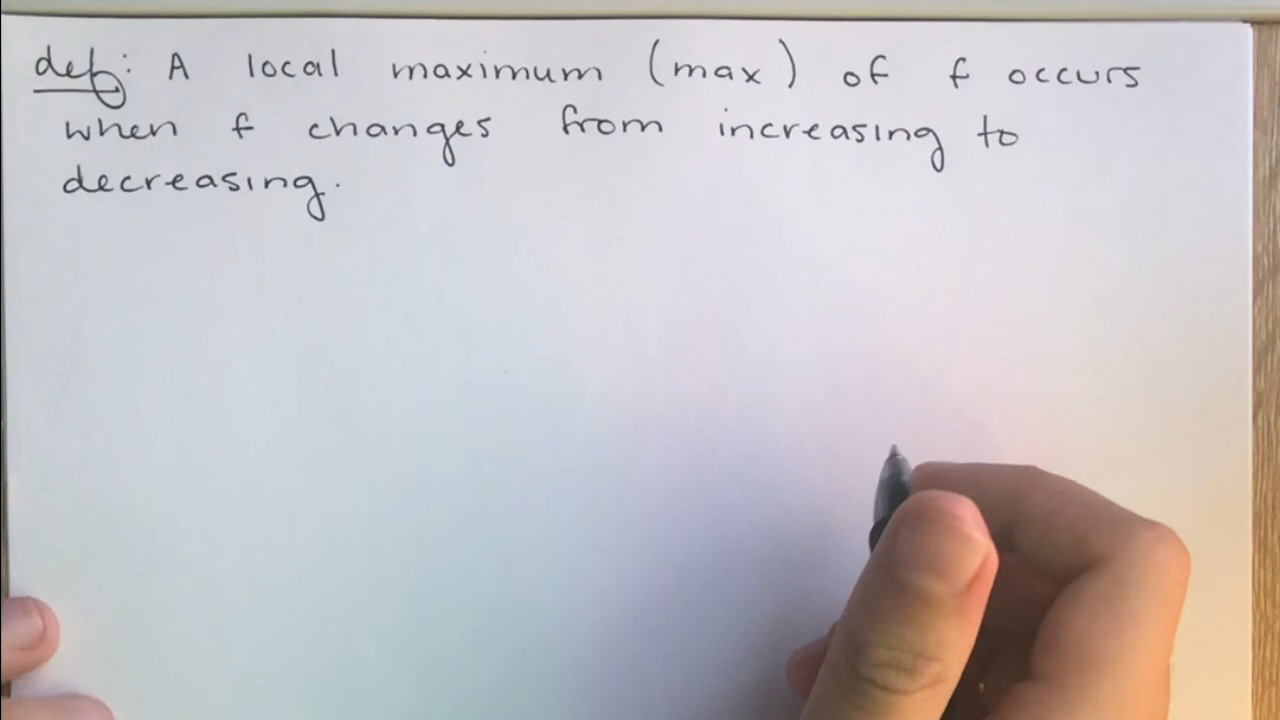 def: A local maximum (max) of f occurs
when f changes from increasing to
decreasing.